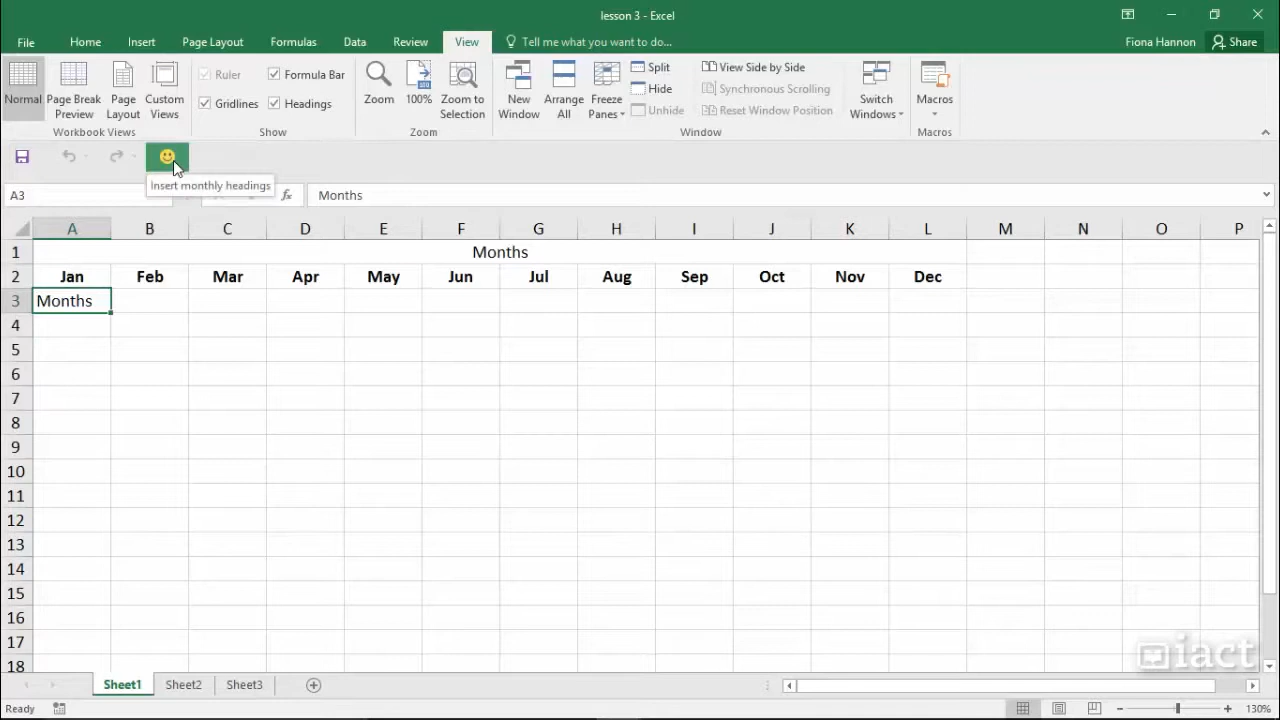 lesson 3 - Excel
File Home Insert Page Layout Formulas Data Review View Tell me what you want to do... Fiona Hannon Share
Normal Page Break Preview Page Layout Custom Views
Ruler Formula Bar
Gridlines Headings
Zoom 100% Zoom to Selection
New Window Arrange All Freeze Panes
Split
Hide
Unhide
View Side by Side
Synchronous Scrolling
Reset Window Position
Switch Windows
Macros
Workbook Views Show Zoom Window Macros
Insert monthly headings
A3 fx Months
A B C D E F G H I J K L M N O P
1 Months
2 Jan Feb Mar Apr May Jun Jul Aug Sep Oct Nov Dec
3 Months
4
5
6
7
8
9
10
11
12
13
14
15
16
17
18
iact
Sheet1 Sheet2 Sheet3
Ready 130%